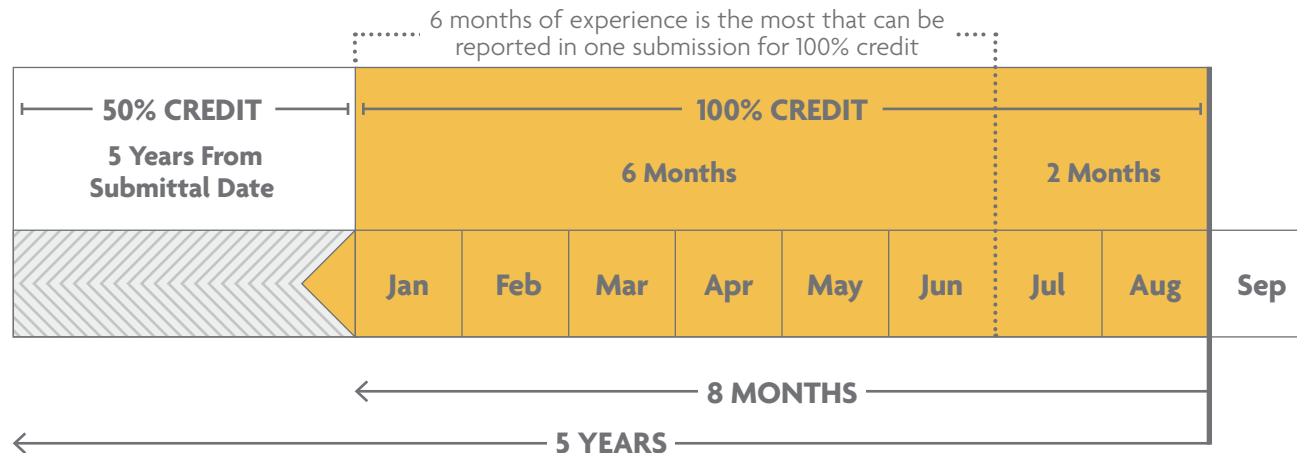 6 months of experience is the most that can be
reported in one submission for 100% credit
50% CREDIT
5 Years From
Submittal Date
100% CREDIT
6 Months
2 Months
Jan
Feb
Mar
Apr
May
Jun
Jul
Aug
Sep
8 MONTHS
5 YEARS